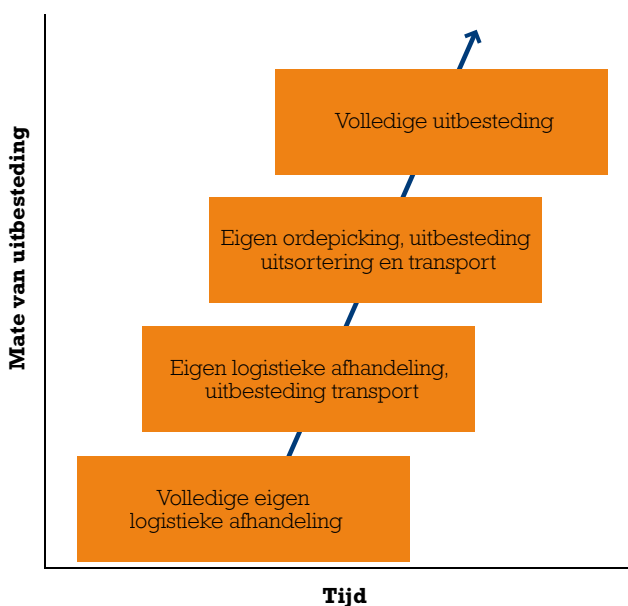 Mate van uitbesteding
Volledige uitbesteding
Eigen ordepicking, uitbesteding
uitsortering en transport
Eigen logistieke afhandeling,
uitbesteding transport
Volledige eigen
logistieke afhandeling
Tijd